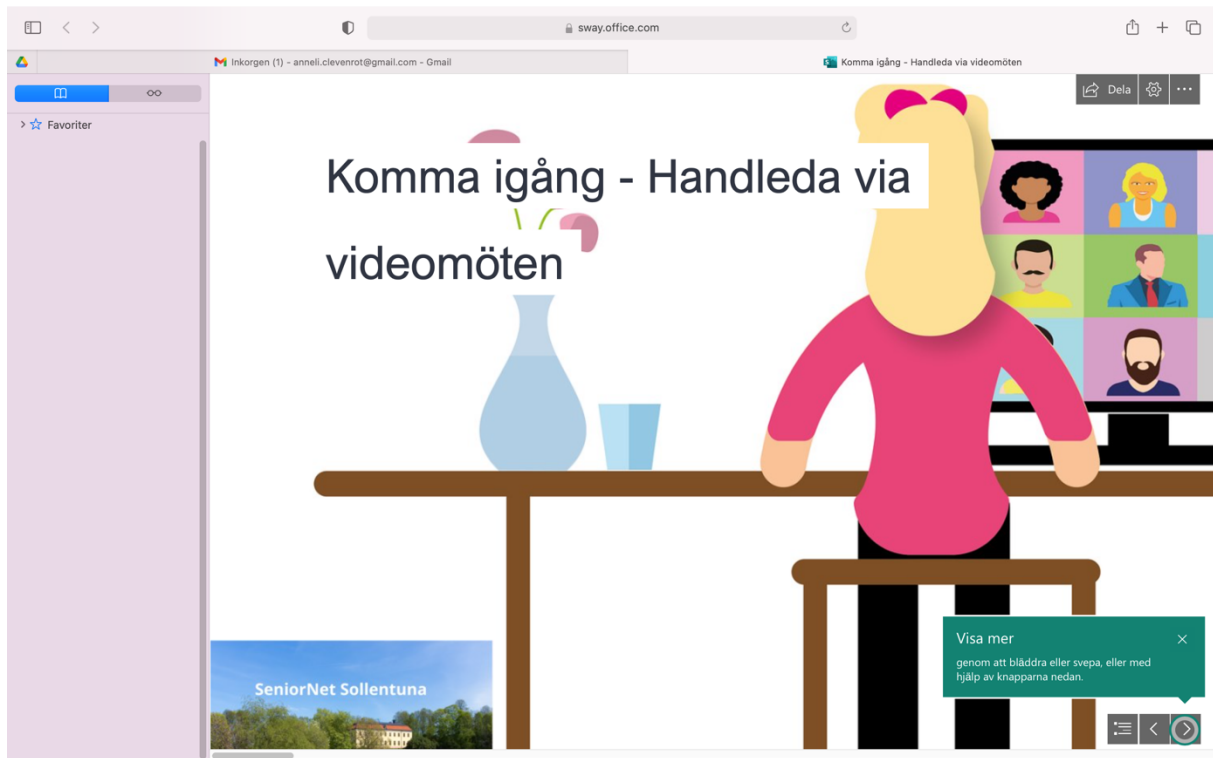 sway.office.com
Inkorgen (1) - anneli.clevenrot@gmail.com - Gmail
Komma igång - Handleda via videomöten
Favoriter
Dela
Komma igång - Handleda via
videomöten
SeniorNet Sollentuna
Visa mer
genom att bläddra eller svepa, eller med
hjälp av knapparna nedan.